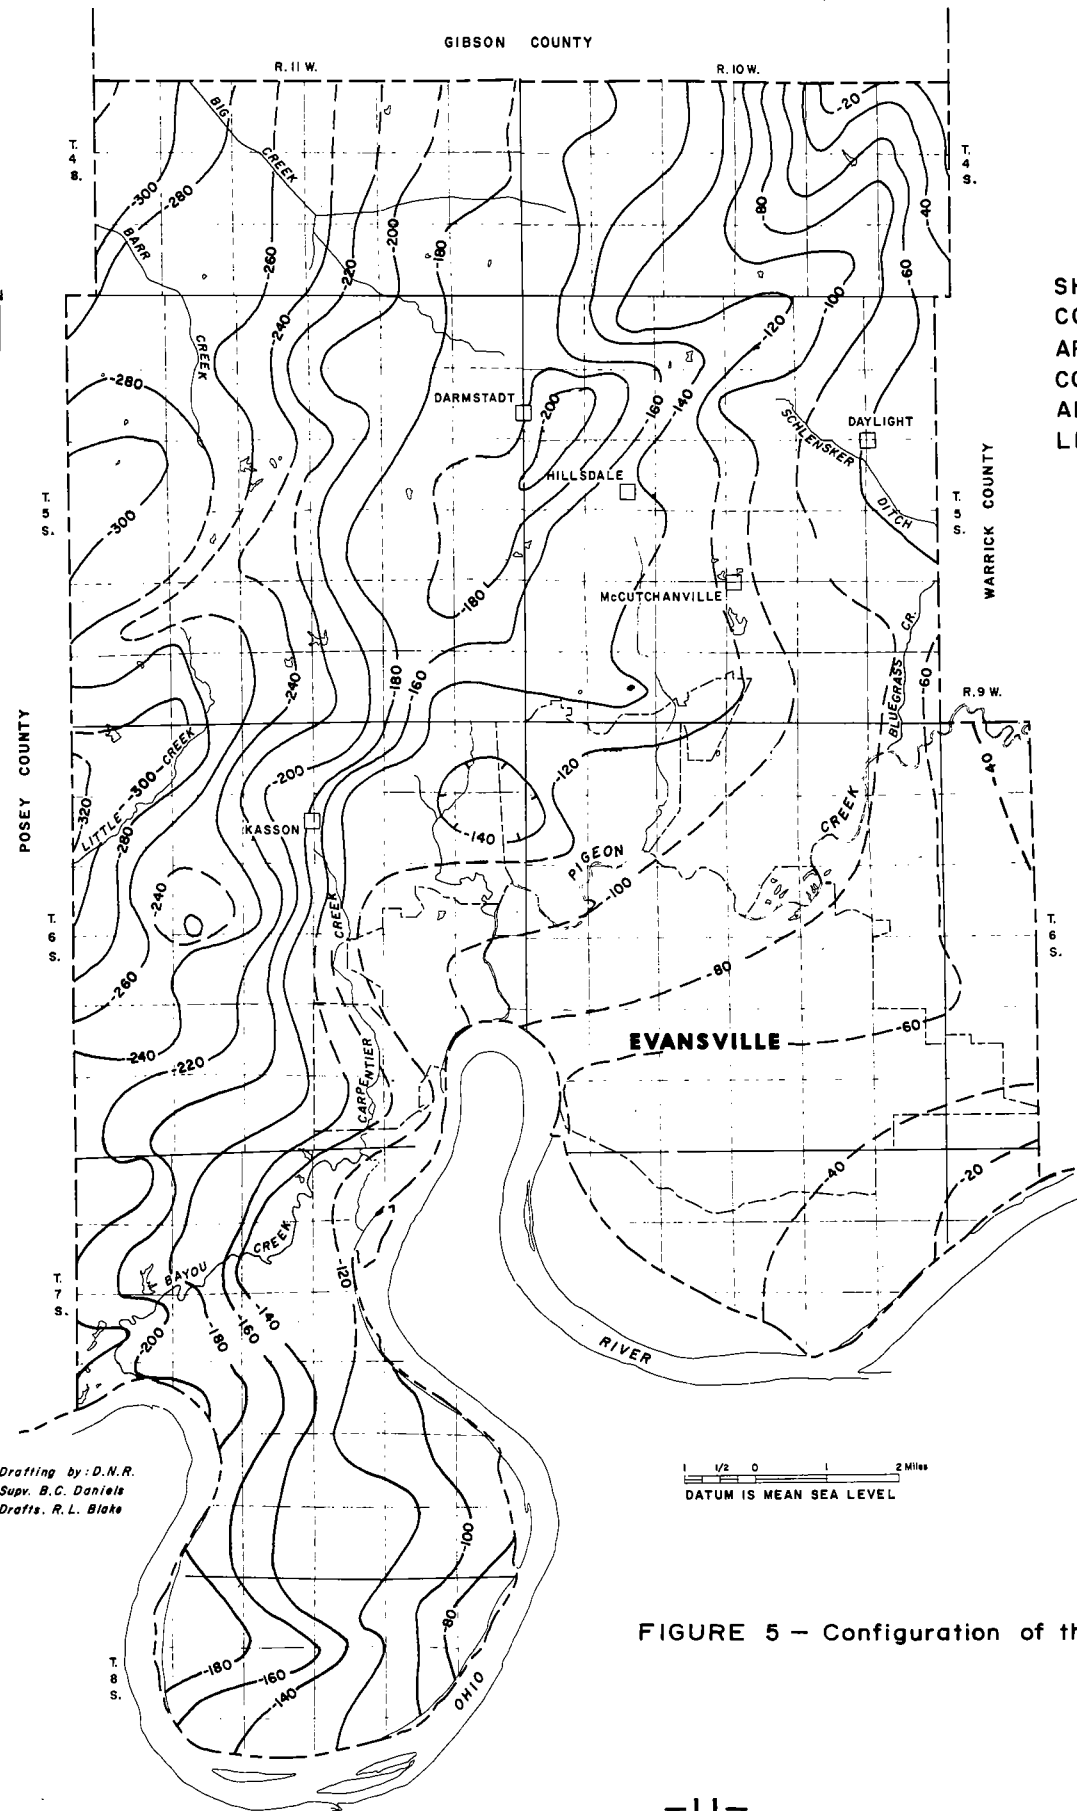 GIBSON COUNTY
R. 11 W.
R. 10 W.
T.
4
S.
T.
4
S.
BIG
CREEK
-20
-300
-280
-80
-40
-200
-180
BARR
-260
-220
-60
-100
-240
-120
CREEK
-280
DARMSTADT
-200
-160
-140
SCHLENSKER
DAYLIGHT
HILLSDALE
DITCH
T.
5
S.
T.
5
S.
WARRICK COUNTY
-300
-180
McCUTCHANVILLE
CR.
BLUEGRASS
-240
-180
-160
-60
R. 9 W.
POSEY COUNTY
CREEK
-300
-200
-120
-40
-320
LITTLE
280
KASSON
-140
PIGEON
CREEK
-240
-100
CREEK
T.
6
S.
T.
6
S.
-260
-80
-60
EVANSVILLE
-240
-220
CARPENTIER
-40
-20
BAYOU
CREEK
-120
T.
7
S.
-200
-180
-160
-140
RIVER
Drafting by: D.N.R.
Supv. B.C. Daniels
Drafts. R.L. Blake
1 1/2 0 1 2 Miles
DATUM IS MEAN SEA LEVEL
-100
-80
FIGURE 5 — Configuration of th
T.
8
S.
-180
-160
-140
OHIO
—11—